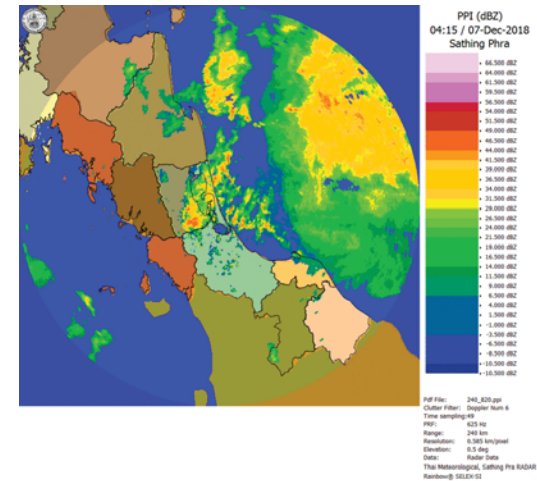 PPI (dBZ)
04:15 / 07-Dec-2018
Sathing Phra
66.500 dBZ
64.000 dBZ
61.500 dBZ
59.000 dBZ
56.500 dBZ
54.000 dBZ
51.500 dBZ
49.000 dBZ
46.500 dBZ
44.000 dBZ
41.500 dBZ
39.000 dBZ
36.500 dBZ
34.000 dBZ
31.500 dBZ
29.000 dBZ
26.500 dBZ
24.000 dBZ
21.500 dBZ
19.000 dBZ
16.500 dBZ
14.000 dBZ
11.500 dBZ
9.000 dBZ
6.500 dBZ
4.000 dBZ
1.500 dBZ
-1.000 dBZ
-3.500 dBZ
-6.000 dBZ
-8.500 dBZ
-10.500 dBZ
Pdf File: 240_820.ppi
Clutter Filter: Doppler Num 6
Time sampling:49
PRF: 625 Hz
Range: 240 km
Resolution: 0.585 km/pixel
Elevation: 0.5 deg
Data: Radar Data
Thai Meteorological, Sathing Pra RADAR
Rainbow® SELEX-SI